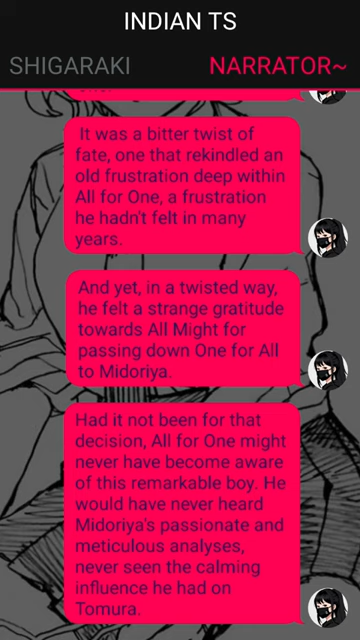 INDIAN TS
SHIGARAKI NARRATOR~
It was a bitter twist of
fate, one that rekindled an
old frustration deep within
All for One, a frustration
he hadn't felt in many
years.
And yet, in a twisted way,
he felt a strange gratitude
towards All Might for
passing down One for All
to Midoriya.
Had it not been for that
decision, All for One might
never have become aware
of this remarkable boy. He
would have never heard
Midoriya's passionate and
meticulous analyses,
never seen the calming
influence he had on
Tomura.